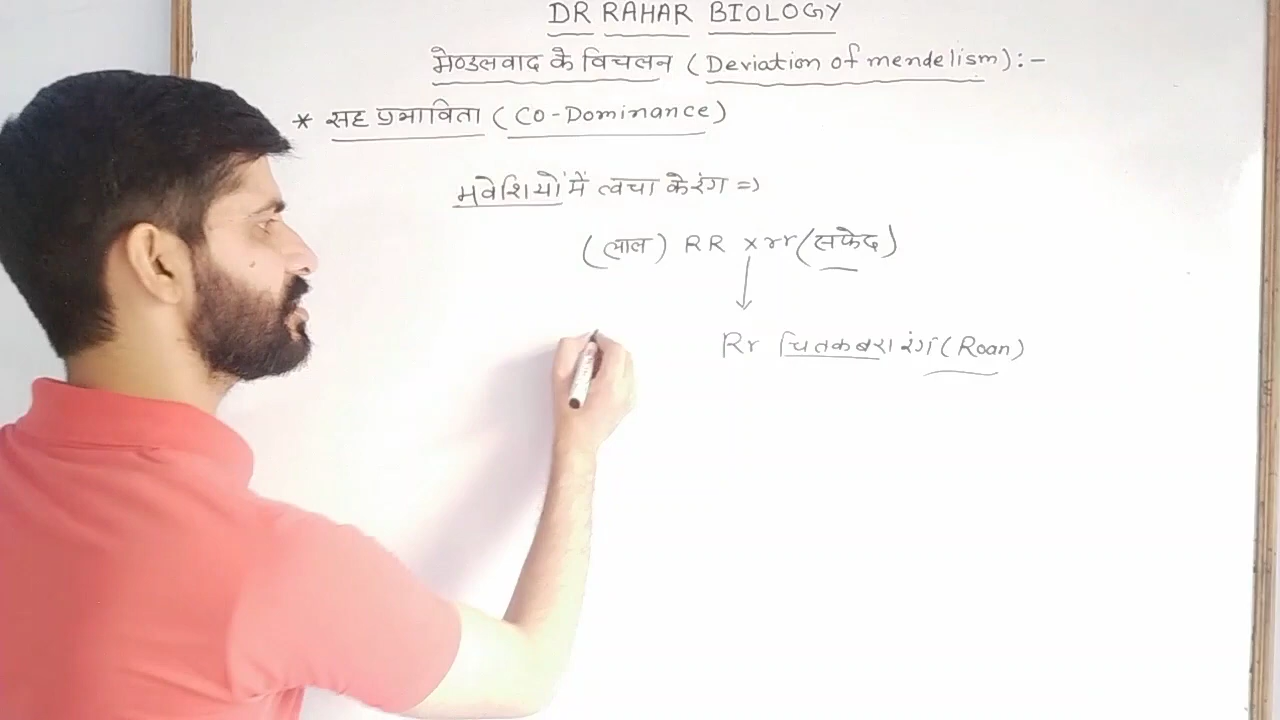 DR RAHAR BIOLOGY
मेण्डलवाद के विचलन (Deviation of mendelism):-
* सह प्रभाविता (CO-Dominance)
मवेशियों में त्वचा के रंग =>
(लाल) RR × rr (सफेद)
Rr चितकबरा रंग (Roan)